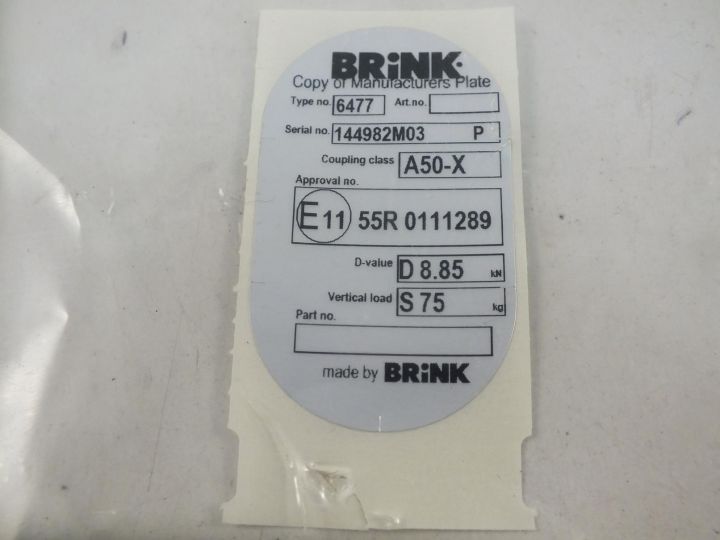 BRiNK
Copy of Manufacturers Plate
Type no. 6477 Art.no.
Serial no. 144982M03 P
Coupling class A50-X
Approval no.
E 11 55R 0111289
D-value D 8.85 kN
Vertical load S 75 kg
Part no.
made by BRiNK